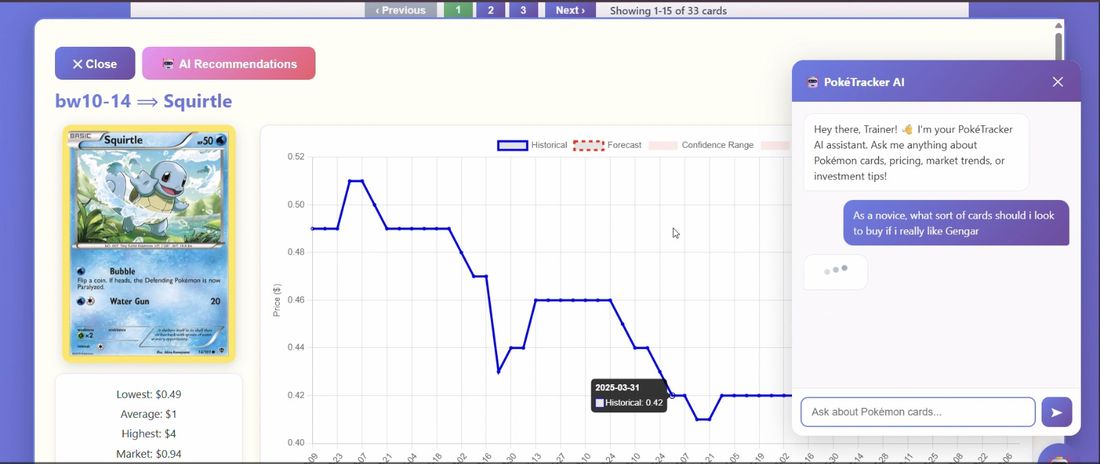 ‹ Previous 1 2 3 Next › Showing 1-15 of 33 cards
✕ Close
AI Recommendations
bw10-14 ⟹ Squirtle
BASIC
Squirtle
HP 50
Bubble
Flip a coin. If heads, the Defending Pokémon is now
Paralyzed.
Water Gun 20
weakness
×2
resistance
Lowest: $0.49
Average: $1
Highest: $4
Market: $0.94
Historical Forecast Confidence Range
Price ($)
0.52
0.50
0.48
0.46
0.44
0.42
0.40
2025-03-31
Historical: 0.42
PokéTracker AI
Hey there, Trainer! 👋 I'm your PokéTracker
AI assistant. Ask me anything about
Pokémon cards, pricing, market trends, or
investment tips!
As a novice, what sort of cards should i look
to buy if i really like Gengar
Ask about Pokémon cards...